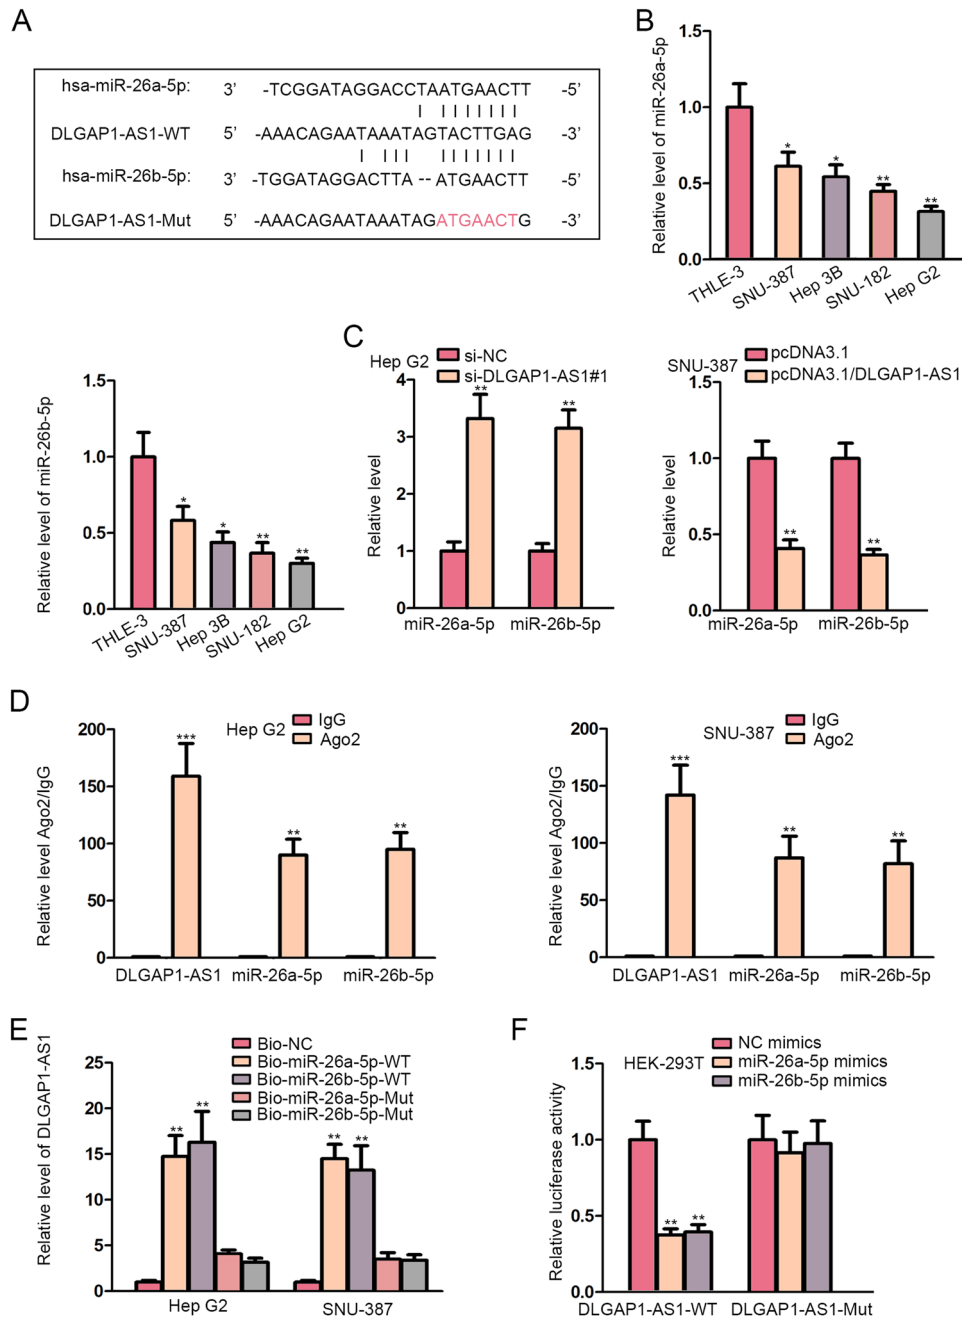 A
hsa-miR-26a-5p: 3' -TCGGATAGGACCTAATGAACTT -5'
DLGAP1-AS1-WT 5' -AAACAGAATAAATAGTACTTGAG -3'
hsa-miR-26b-5p: 3' -TGGATAGGACTTA -- ATGAACTT -5'
DLGAP1-AS1-Mut 5' -AAACAGAATAAATAGATGAACTG -3'
B
Relative level of miR-26a-5p
1.5
1.0
0.5
0.0
* * ** **
THLE-3 SNU-387 Hep 3B SNU-182 Hep G2
Relative level of miR-26b-5p
1.5
1.0
0.5
0.0
* * ** **
THLE-3 SNU-387 Hep 3B SNU-182 Hep G2
C
Hep G2
si-NC
si-DLGAP1-AS1#1
Relative level
4
3
2
1
0
** **
miR-26a-5p miR-26b-5p
SNU-387
pcDNA3.1
pcDNA3.1/DLGAP1-AS1
Relative level
1.5
1.0
0.5
0.0
** **
miR-26a-5p miR-26b-5p
D
Hep G2
IgG
Ago2
Relative level Ago2/IgG
200
150
100
50
0
*** ** **
DLGAP1-AS1 miR-26a-5p miR-26b-5p
SNU-387
IgG
Ago2
Relative level Ago2/IgG
200
150
100
50
0
*** ** **
DLGAP1-AS1 miR-26a-5p miR-26b-5p
E
Relative level of DLGAP1-AS1
Bio-NC
Bio-miR-26a-5p-WT
Bio-miR-26b-5p-WT
Bio-miR-26a-5p-Mut
Bio-miR-26b-5p-Mut
25
20
15
10
5
0
** ** ** **
Hep G2 SNU-387
F
HEK-293T
NC mimics
miR-26a-5p mimics
miR-26b-5p mimics
Relative luciferase activity
1.5
1.0
0.5
0.0
** **
DLGAP1-AS1-WT DLGAP1-AS1-Mut